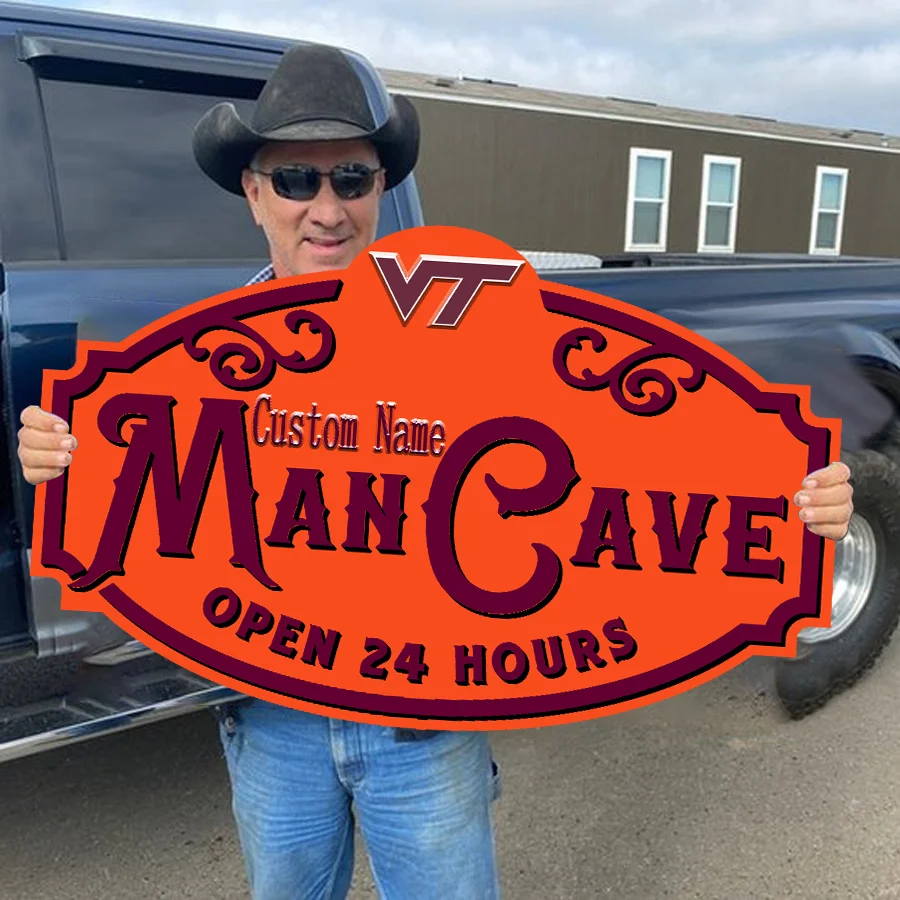 VT
Custom Name
Man Cave
OPEN 24 HOURS